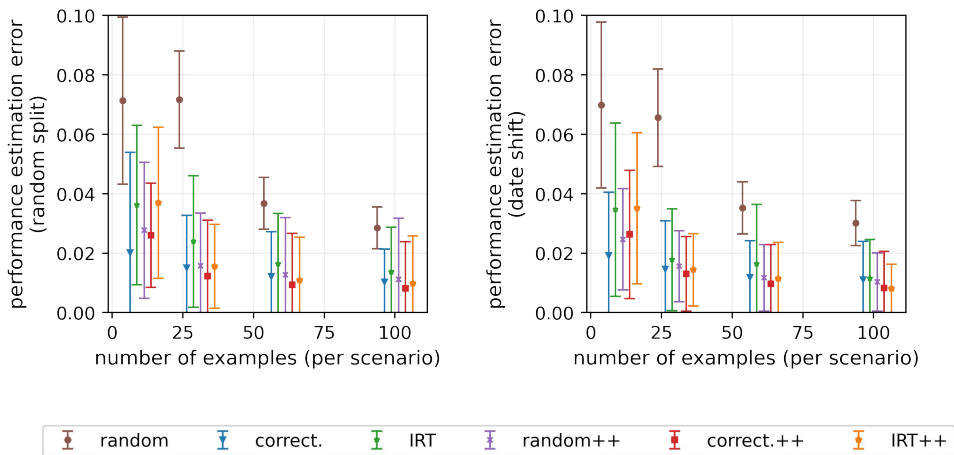 performance estimation error
(random split)
0.10
0.08
0.06
0.04
0.02
0.00
0 25 50 75 100
number of examples (per scenario)
performance estimation error
(date shift)
0.10
0.08
0.06
0.04
0.02
0.00
0 25 50 75 100
number of examples (per scenario)
random correct. IRT random++ correct.++ IRT++